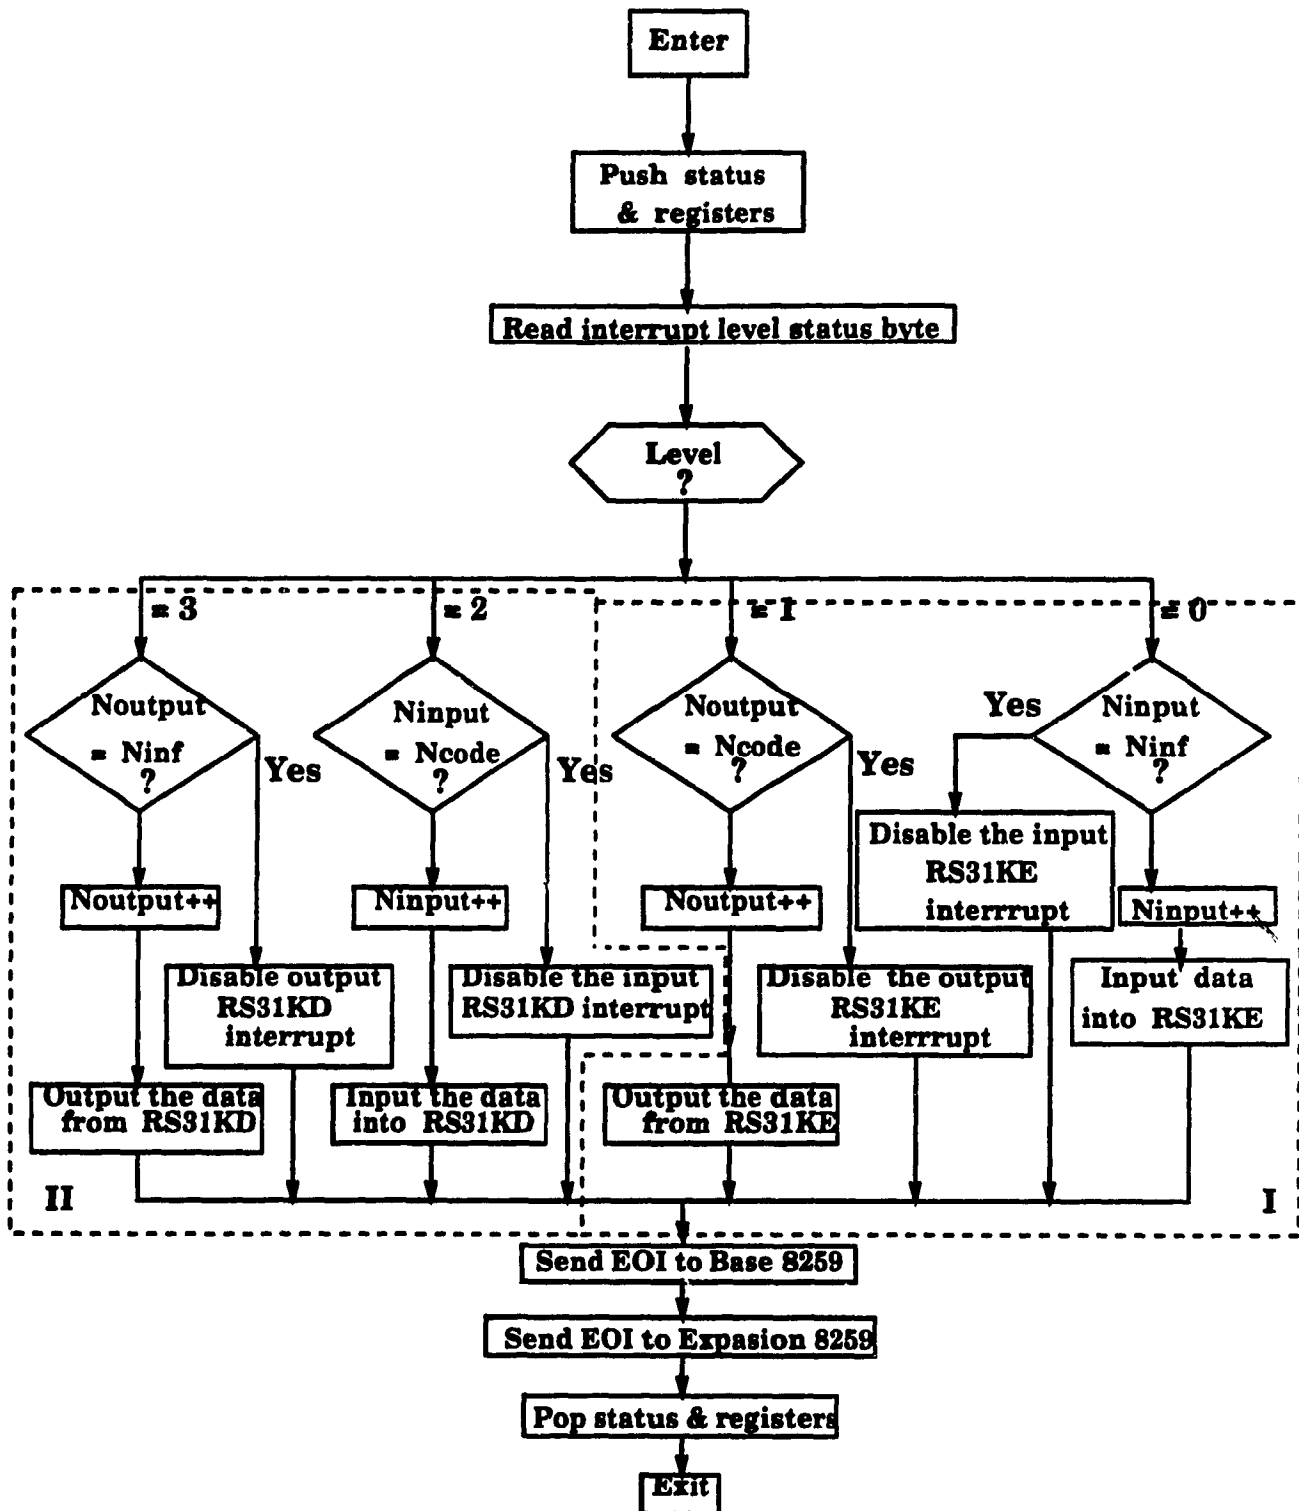 Enter
Push status
& registers
Read interrupt level status byte
Level
?
= 3
= 2
= 1
= 0
Noutput
= Ninf
?
Yes
Ninput
= Ncode
?
Yes
Noutput
= Ncode
?
Yes
Yes
Ninput
= Ninf
?
Noutput++
Ninput++
Noutput++
Disable the input
RS31KE
interrrupt
Ninput++
Disable output
RS31KD
interrupt
Disable the input
RS31KD interrupt
Disable the output
RS31KE
interrrupt
Input data
into RS31KE
Output the data
from RS31KD
Input the data
into RS31KD
Output the data
from RS31KE
II
I
Send EOI to Base 8259
Send EOI to Expasion 8259
Pop status & registers
Exit